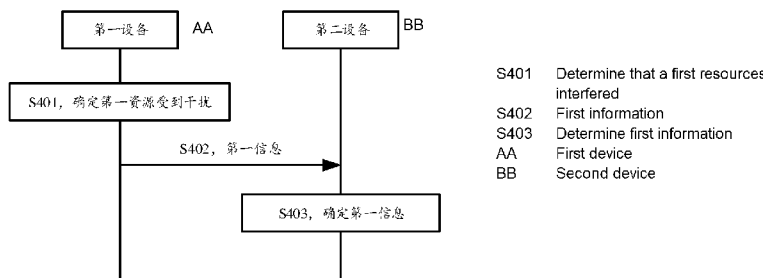 第一设备 AA
第二设备 BB
S401，确定第一资源受到干扰
S402，第一信息
S403，确定第一信息
S401 Determine that a first resources
interfered
S402 First information
S403 Determine first information
AA First device
BB Second device